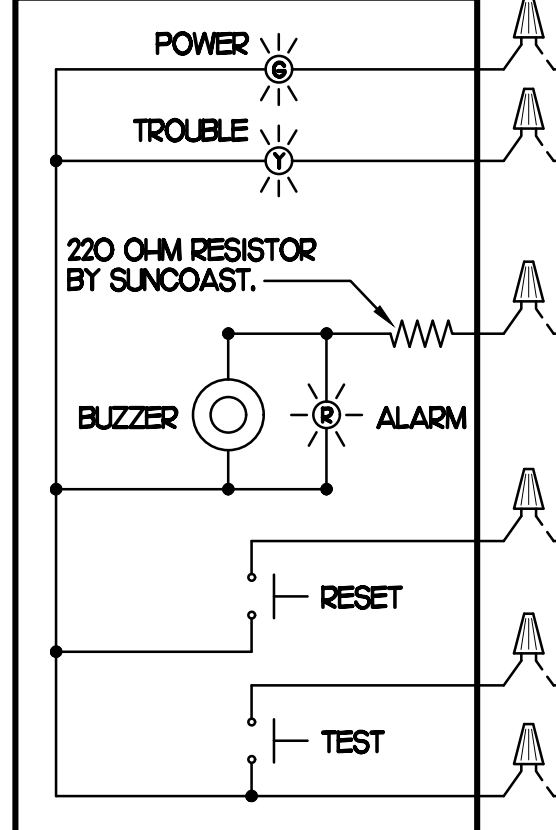 POWER
G
TROUBLE
Y
220 OHM RESISTOR
BY SUNCOAST.
BUZZER
R
ALARM
RESET
TEST